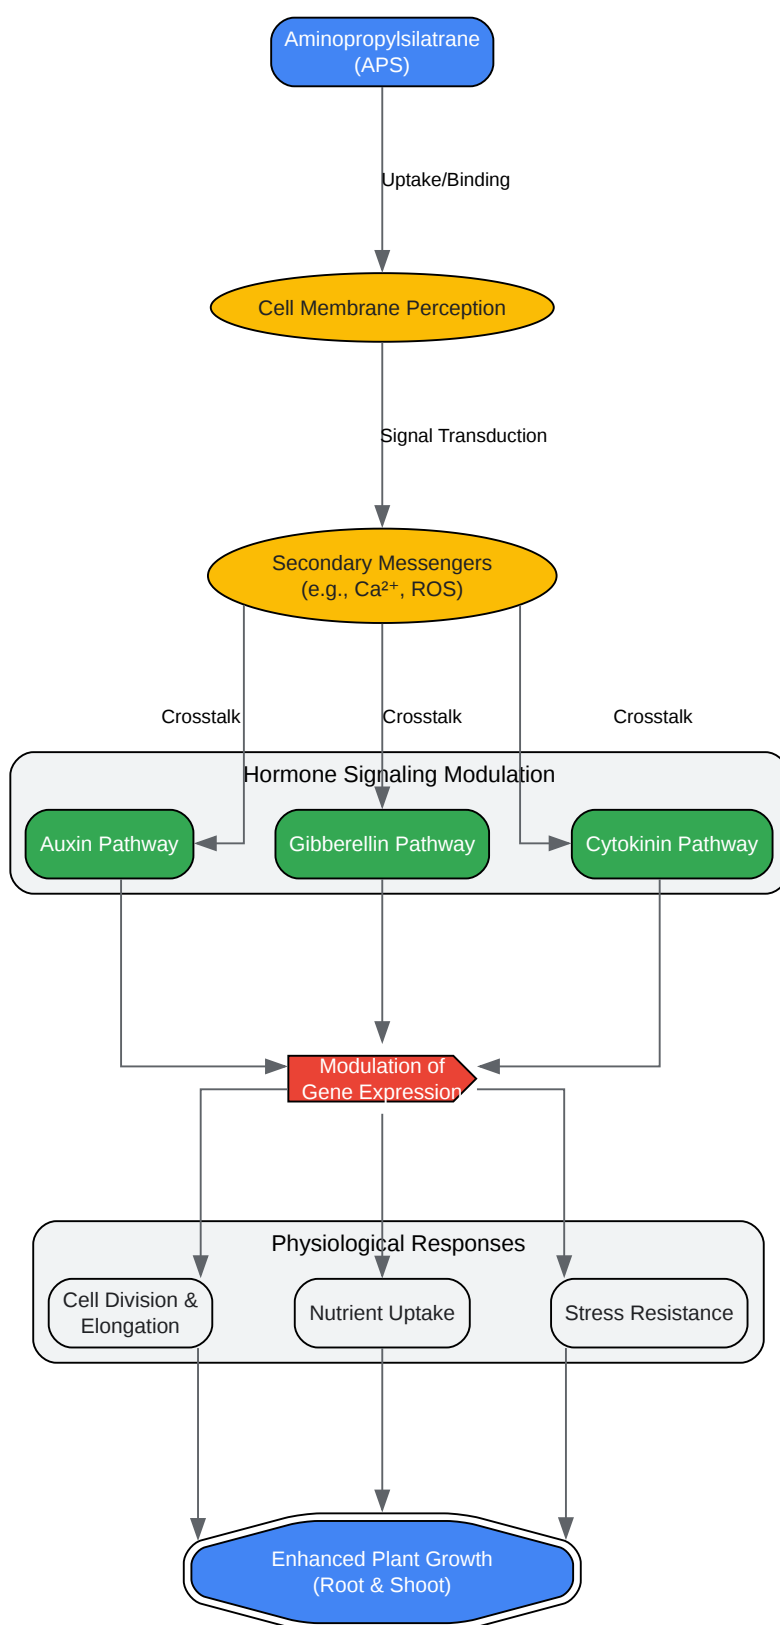 Aminopropylsilatrane
(APS)
Uptake/Binding
Cell Membrane Perception
Signal Transduction
Secondary Messengers
(e.g., Ca²⁺, ROS)
Crosstalk
Crosstalk
Crosstalk
Hormone Signaling Modulation
Auxin Pathway
Gibberellin Pathway
Cytokinin Pathway
Modulation of
Gene Expression
Physiological Responses
Cell Division &
Elongation
Nutrient Uptake
Stress Resistance
Enhanced Plant Growth
(Root & Shoot)